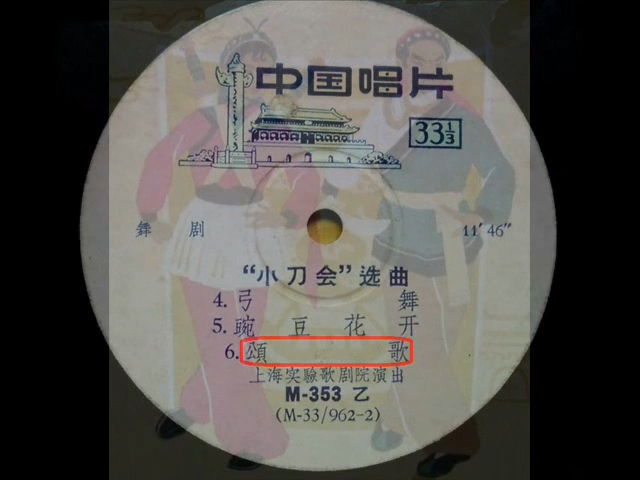 中国唱片
33⅓
舞剧 11′46″
“小刀会”选曲
4. 弓舞
5. 豌豆花开
6. 頌歌
上海实驗歌剧院演出
M-353 乙
(M-33/962-2)